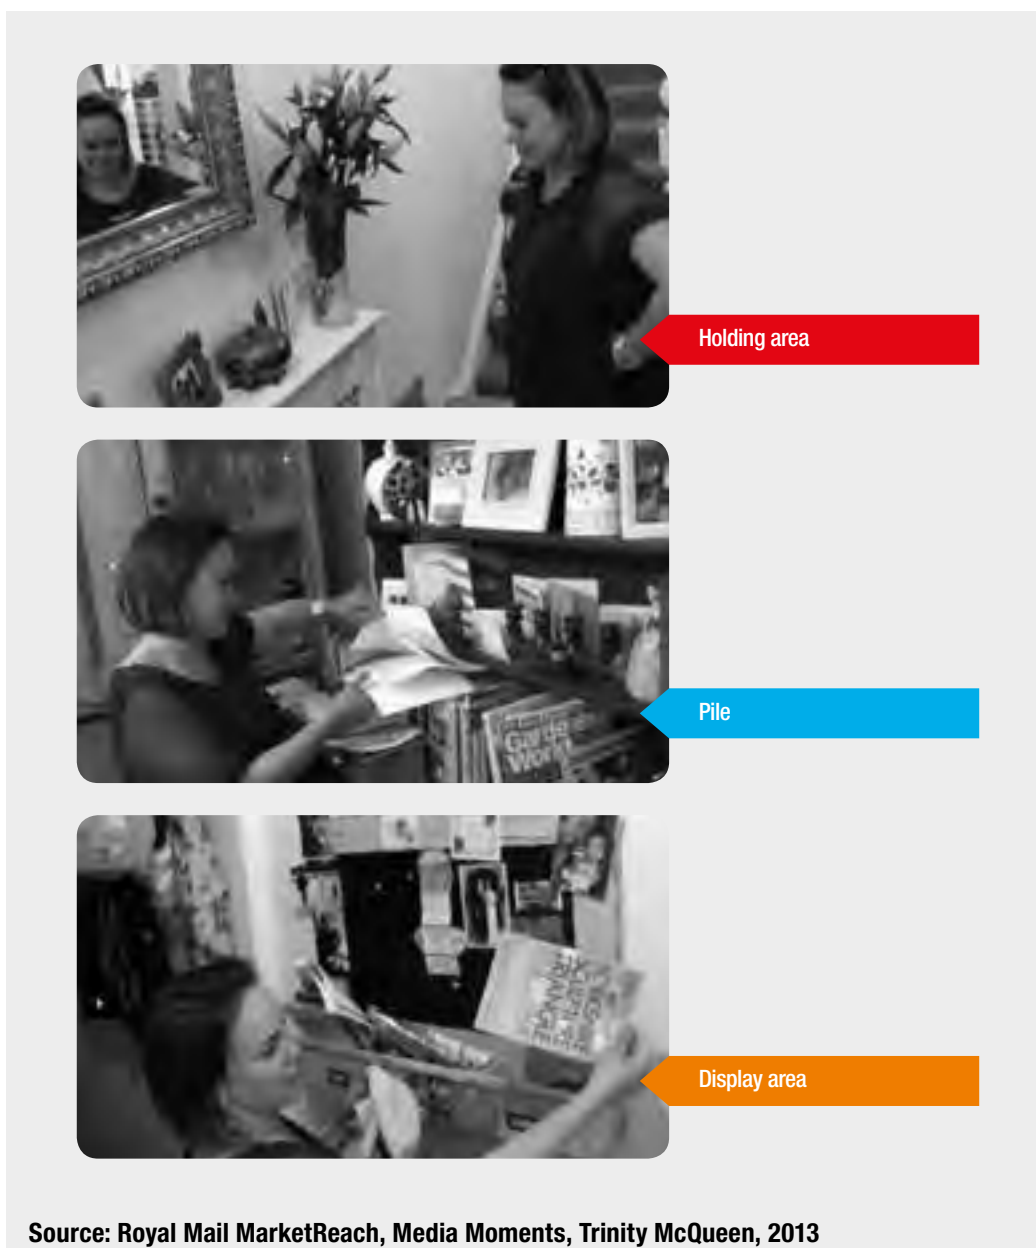 Holding area
Pile
Display area
Source: Royal Mail MarketReach, Media Moments, Trinity McQueen, 2013